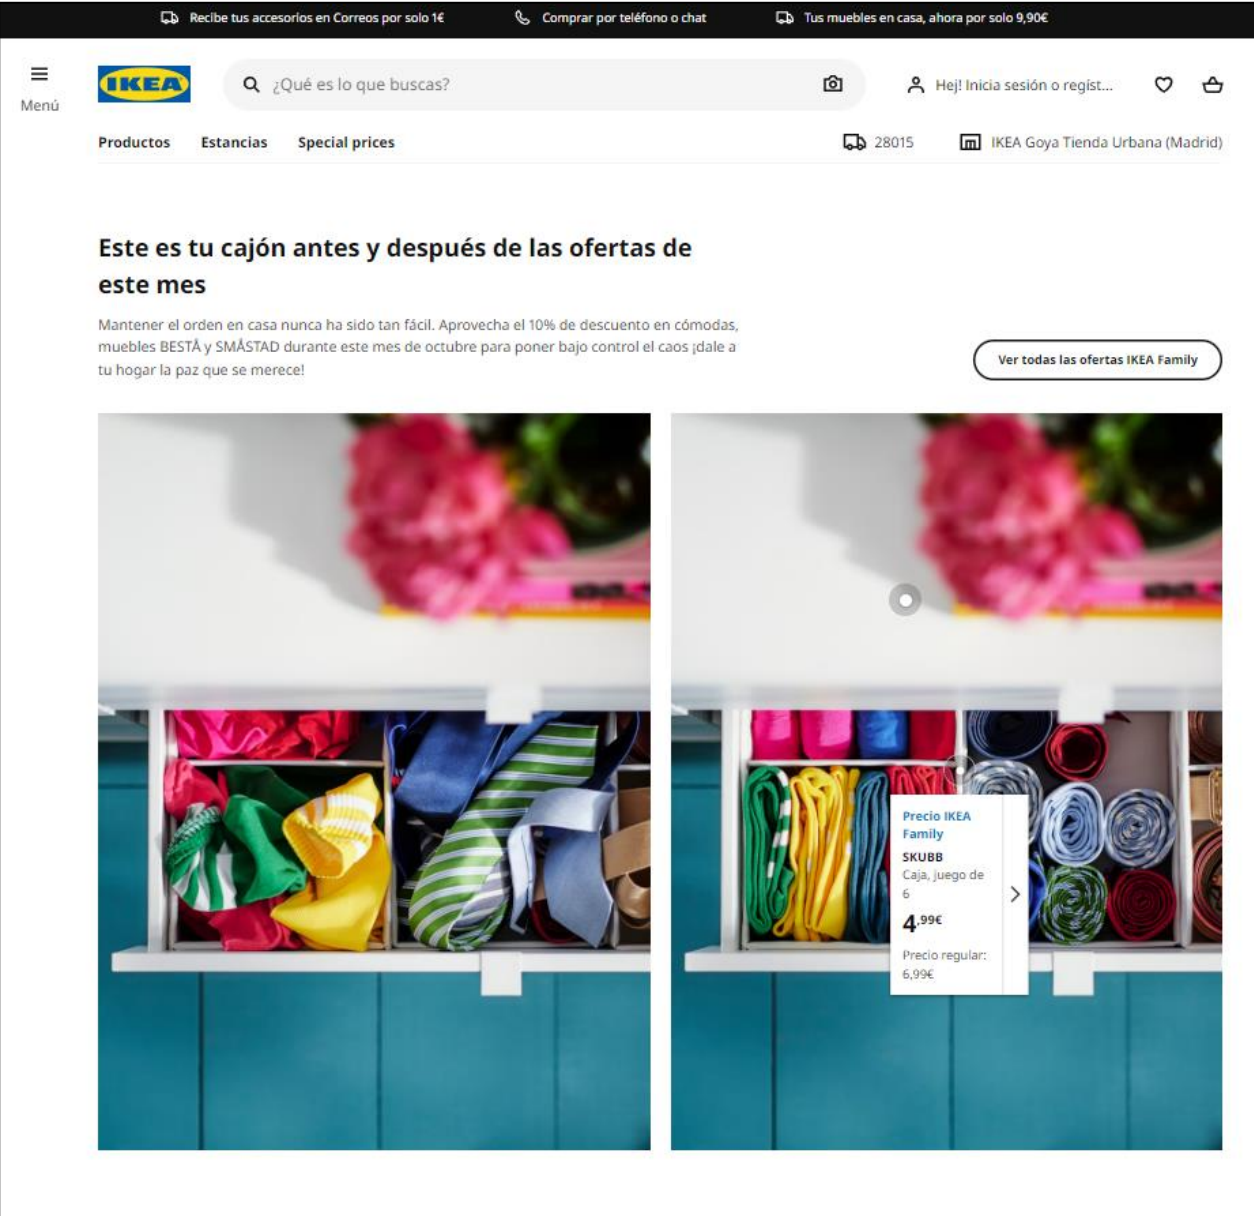 Recibe tus accesorios en Correos por solo 1€
Comprar por teléfono o chat
Tus muebles en casa, ahora por solo 9,90€
Menú
IKEA
¿Qué es lo que buscas?
Hej! Inicia sesión o regíst...
Productos
Estancias
Special prices
28015
IKEA Goya Tienda Urbana (Madrid)
Este es tu cajón antes y después de las ofertas de
este mes
Mantener el orden en casa nunca ha sido tan fácil. Aprovecha el 10% de descuento en cómodas,
muebles BESTÅ y SMÅSTAD durante este mes de octubre para poner bajo control el caos ¡dale a
tu hogar la paz que se merece!
Ver todas las ofertas IKEA Family
Precio IKEA
Family
SKUBB
Caja, juego de
6
4,99€
Precio regular:
6,99€